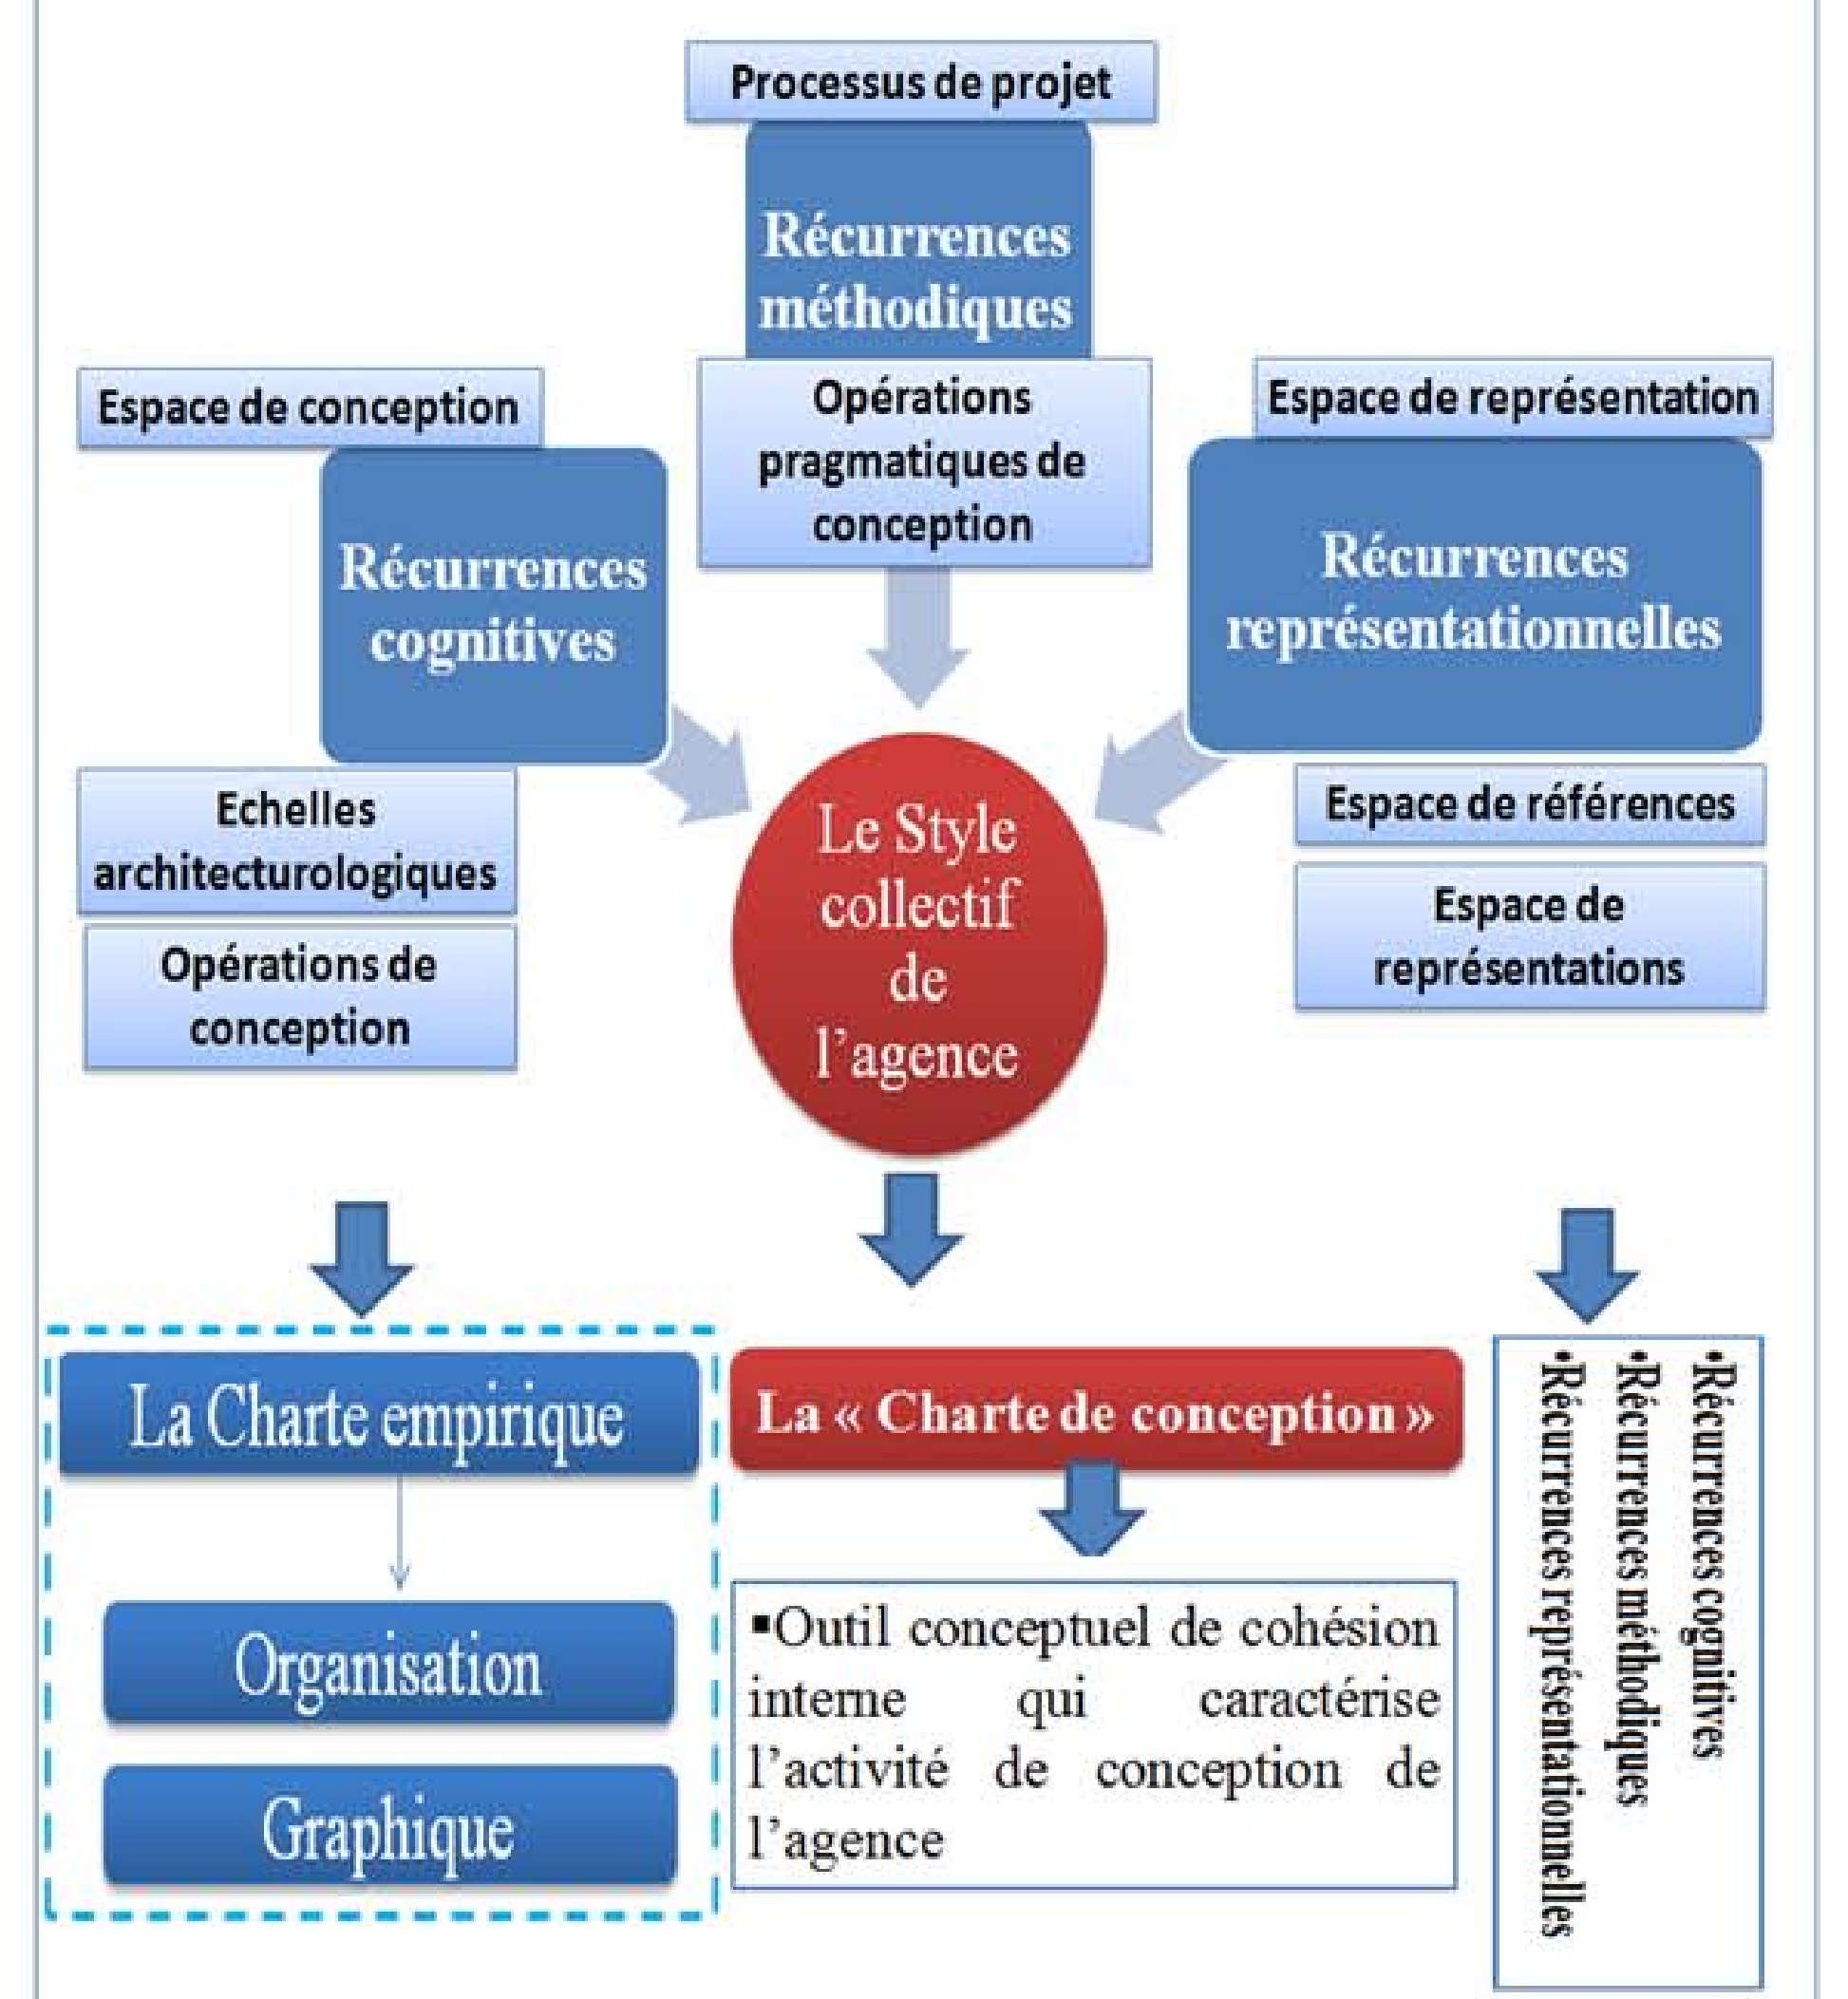 Processus de projet
Récurrences
méthodiques
Opérations
pragmatiques de
conception
Espace de conception
Récurrences
cognitives
Echelles
architecturologiques
Opérations de
conception
Espace de représentation
Récurrences
représentationnelles
Espace de références
Espace de
représentations
Le Style
collectif
de
l’agence
La Charte empirique
Organisation
Graphique
La « Charte de conception »
▪Outil conceptuel de cohésion
interne qui caractérise
l’activité de conception de
l’agence
•Récurrences cognitives
•Récurrences méthodiques
•Récurrences représentationnelles